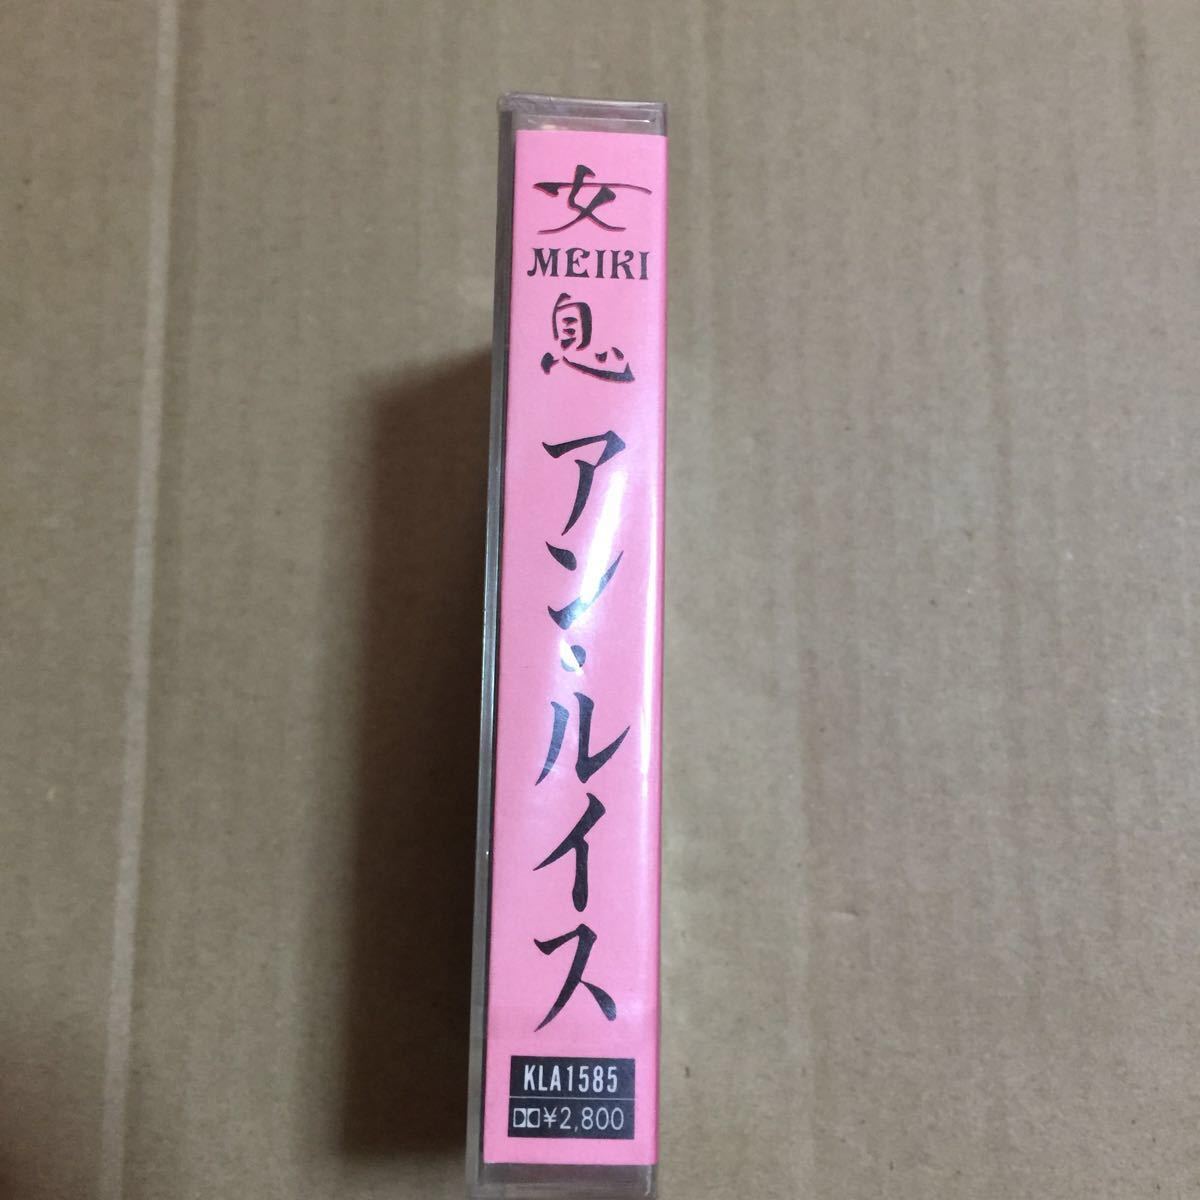 女
MEIKI
息
アン・ルイス
KLA1585
¥2,800